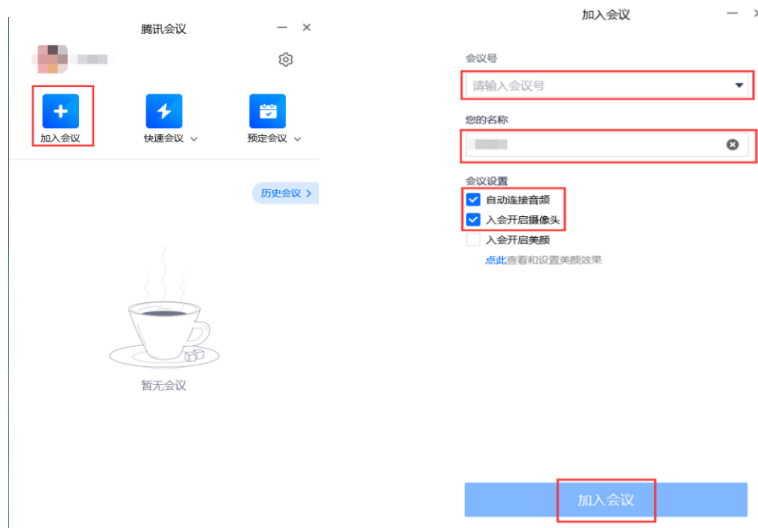 腾讯会议
加入会议
快速会议
预定会议
历史会议
暂无会议
加入会议
会议号
请输入会议号
您的名称
会议设置
自动连接音频
入会开启摄像头
入会开启美颜
点此查看和设置美颜效果
加入会议